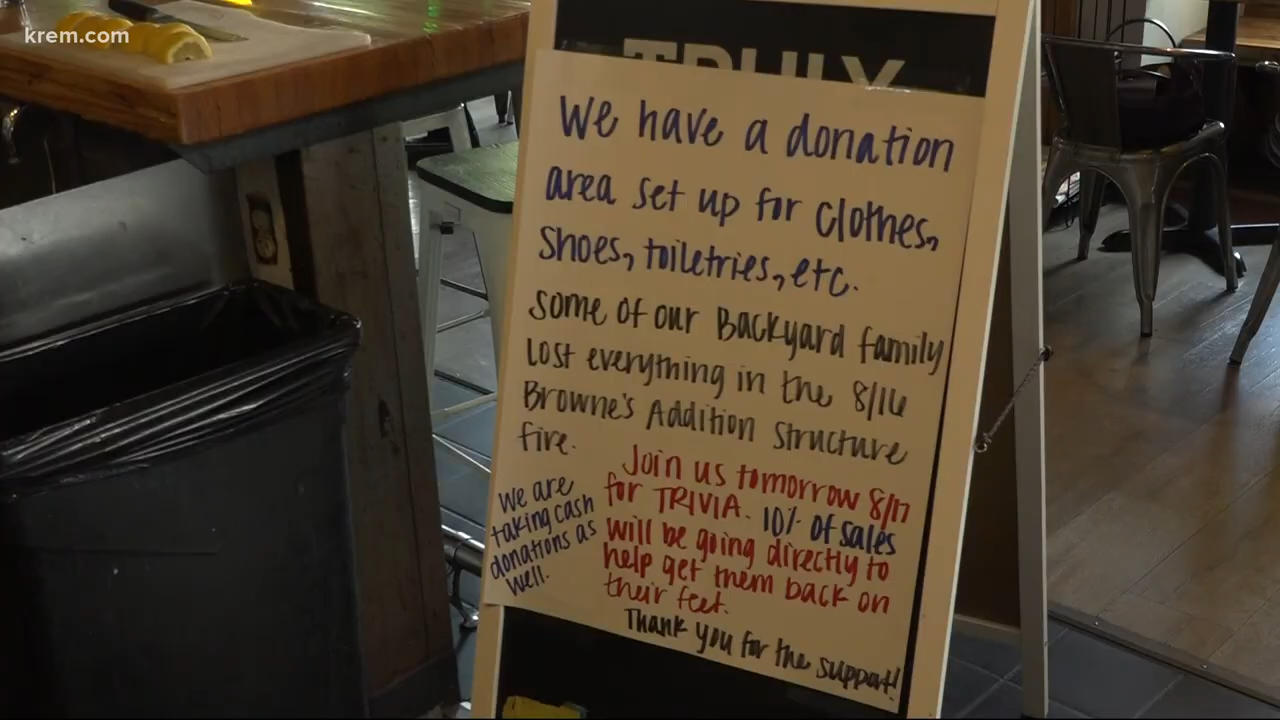 krem.com
TRULY
We have a donation
area set up for clothes,
shoes, toiletries, etc.
some of our Backyard family
Lost everything in the 8/16
Browne's Addition structure
fire.
We are
taking cash
donations as
well.
Join us tomorrow 8/17
for TRIVIA. 10% of sales
will be going directly to
help get them back on
their feet.
Thank you for the support!